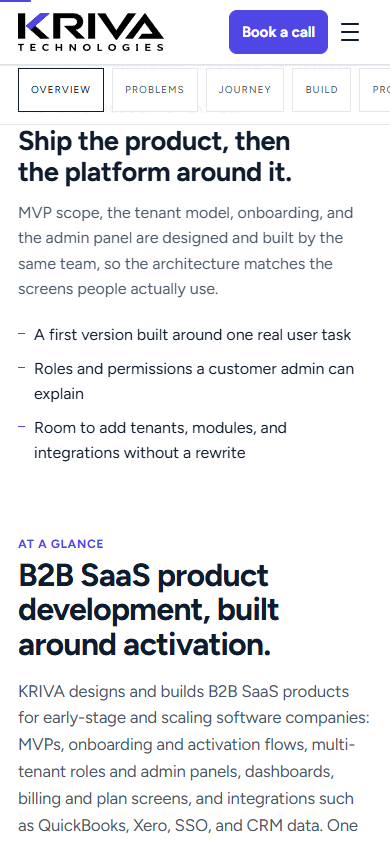 KRIVA
TECHNOLOGIES
Book a call
OVERVIEW
PROBLEMS
JOURNEY
BUILD
Ship the product, then
the platform around it.
MVP scope, the tenant model, onboarding, and
the admin panel are designed and built by the
same team, so the architecture matches the
screens people actually use.
– A first version built around one real user task
– Roles and permissions a customer admin can
explain
– Room to add tenants, modules, and
integrations without a rewrite
AT A GLANCE
B2B SaaS product
development, built
around activation.
KRIVA designs and builds B2B SaaS products
for early-stage and scaling software companies:
MVPs, onboarding and activation flows, multi-
tenant roles and admin panels, dashboards,
billing and plan screens, and integrations such
as QuickBooks, Xero, SSO, and CRM data. One